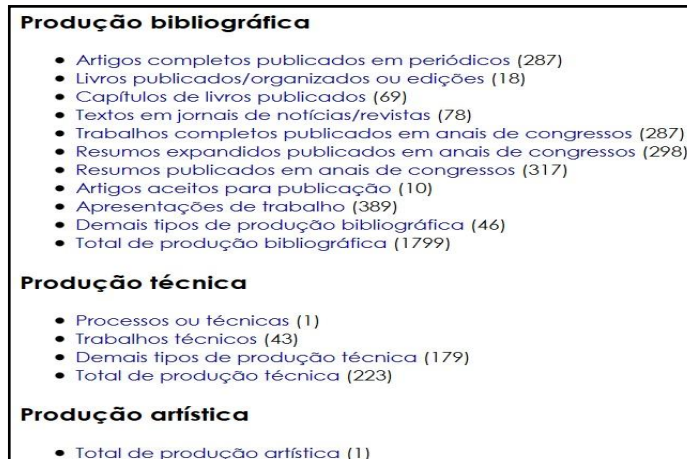 Produção bibliográfica
• Artigos completos publicados em periódicos (287)
• Livros publicados/organizados ou edições (18)
• Capítulos de livros publicados (69)
• Textos em jornais de notícias/revistas (78)
• Trabalhos completos publicados em anais de congressos (287)
• Resumos expandidos publicados em anais de congressos (298)
• Resumos publicados em anais de congressos (317)
• Artigos aceitos para publicação (10)
• Apresentações de trabalho (389)
• Demais tipos de produção bibliográfica (46)
• Total de produção bibliográfica (1799)
Produção técnica
• Processos ou técnicas (1)
• Trabalhos técnicos (43)
• Demais tipos de produção técnica (179)
• Total de produção técnica (223)
Produção artística
• Total de produção artística (1)